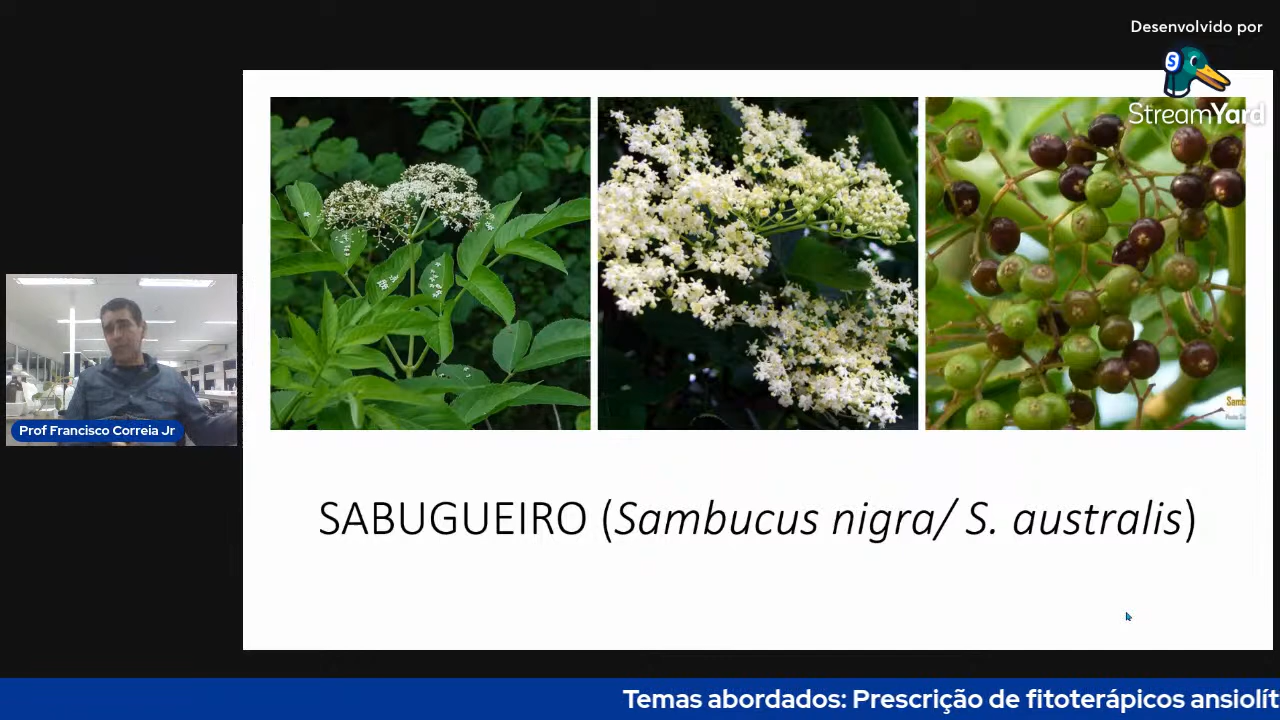 Desenvolvido por
StreamYard
SABUGUEIRO (Sambucus nigra/ S. australis)
Prof Francisco Correia Jr
Temas abordados: Prescrição de fitoterápicos ansiolít